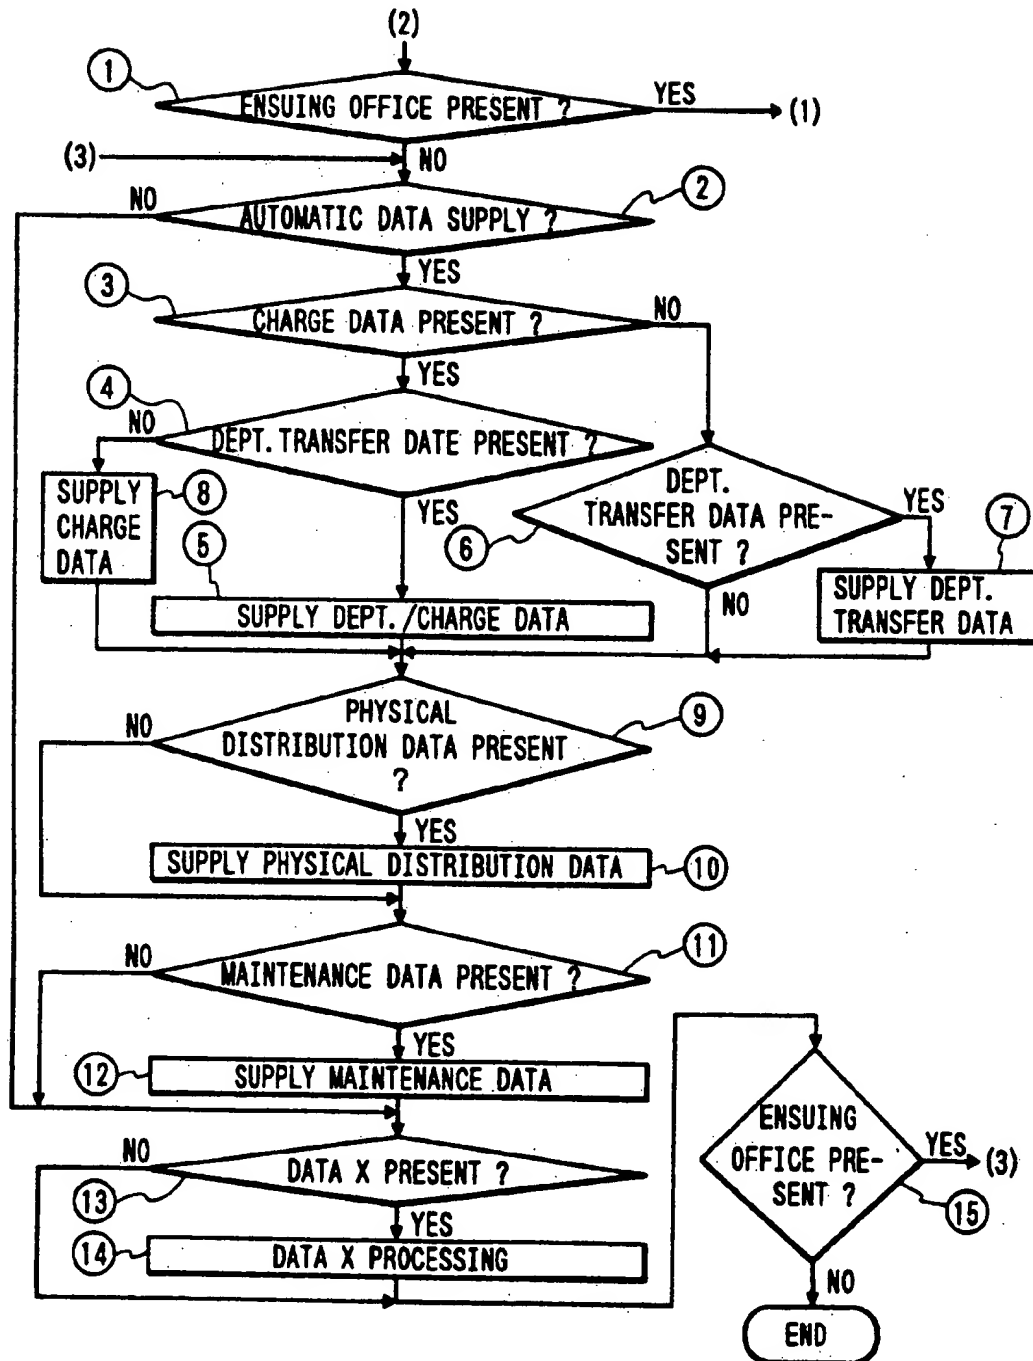 (2)
1
ENSUING OFFICE PRESENT ?
YES
(1)
(3)
NO
NO
2
AUTOMATIC DATA SUPPLY ?
YES
3
CHARGE DATA PRESENT ?
NO
YES
4
NO
DEPT. TRANSFER DATE PRESENT ?
YES
8
SUPPLY
CHARGE
DATA
5
SUPPLY DEPT./CHARGE DATA
DEPT.
TRANSFER DATA PRE-
SENT ?
6
YES
7
NO
SUPPLY DEPT.
TRANSFER DATA
NO
PHYSICAL
DISTRIBUTION DATA PRESENT
?
9
YES
SUPPLY PHYSICAL DISTRIBUTION DATA
10
NO
MAINTENANCE DATA PRESENT ?
11
YES
12
SUPPLY MAINTENANCE DATA
NO
DATA X PRESENT ?
13
YES
14
DATA X PROCESSING
ENSUING
OFFICE PRE-
SENT ?
YES
(3)
15
NO
END